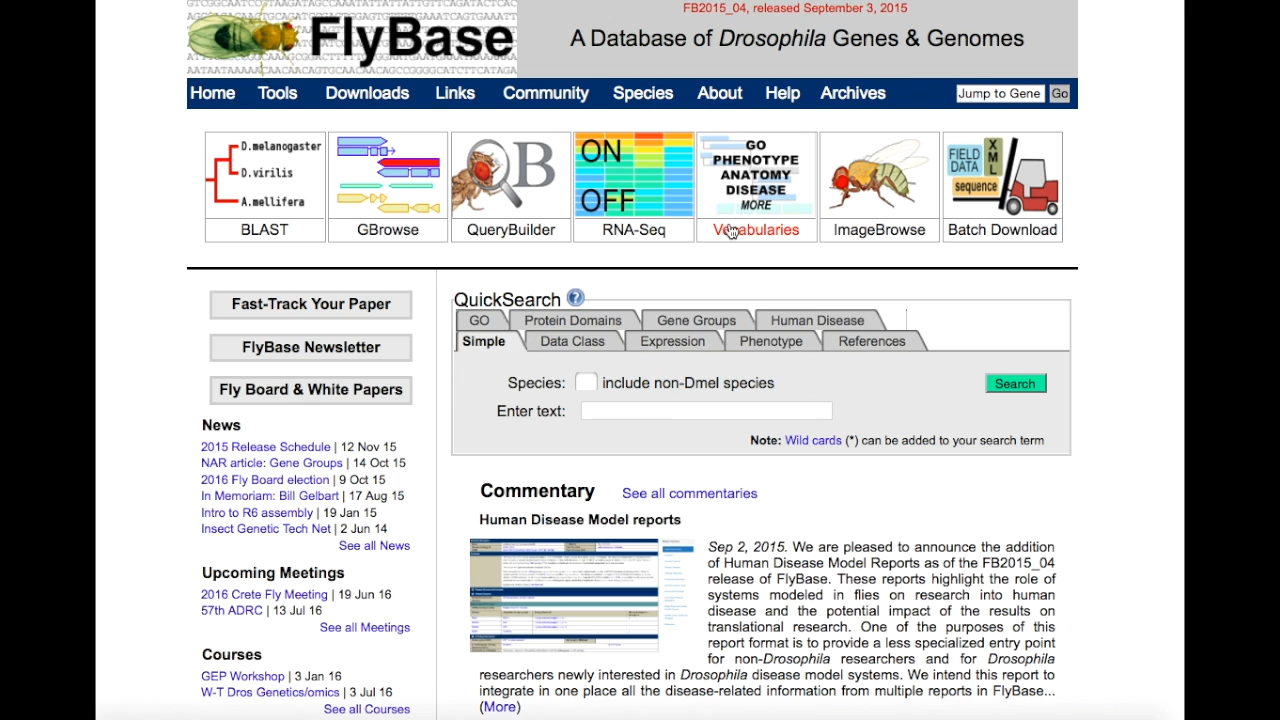 FB2015_04, released September 3, 2015
FlyBase
A Database of Drosophila Genes & Genomes
Home Tools Downloads Links Community Species About Help Archives Jump to Gene Go
D.melanogaster
D.virilis
A.mellifera
BLAST
GBrowse
QB
QueryBuilder
ON
OFF
RNA-Seq
GO
PHENOTYPE
ANATOMY
DISEASE
MORE
Vocabularies
ImageBrowse
FIELD
DATA
XML
sequence
Batch Download
Fast-Track Your Paper
FlyBase Newsletter
Fly Board & White Papers
News
2015 Release Schedule | 12 Nov 15
NAR article: Gene Groups | 14 Oct 15
2016 Fly Board election | 9 Oct 15
In Memoriam: Bill Gelbart | 17 Aug 15
Intro to R6 assembly | 19 Jan 15
Insect Genetic Tech Net | 2 Jun 14
See all News
Upcoming Meetings
2016 Crete Fly Meeting | 19 Jun 16
57th ADRC | 13 Jul 16
See all Meetings
Courses
GEP Workshop | 3 Jan 16
W-T Dros Genetics/omics | 3 Jul 16
See all Courses
QuickSearch ?
GO Protein Domains Gene Groups Human Disease
Simple Data Class Expression Phenotype References
Species: include non-Dmel species Search
Enter text:
Note: Wild cards (*) can be added to your search term
Commentary See all commentaries
Human Disease Model reports
Sep 2, 2015. We are pleased to announce the addition
of Human Disease Model Reports as of the FB2015_04
release of FlyBase. These reports highlight the role of
systems modeled in flies on research into human
disease and the potential impact of the results on
translational research. One of the purposes of this
report format is to provide a less specialized entry point
for non-Drosophila researchers and for Drosophila
researchers newly interested in Drosophila disease model systems. We intend this report to
integrate in one place all the disease-related information from multiple reports in FlyBase...
(More)